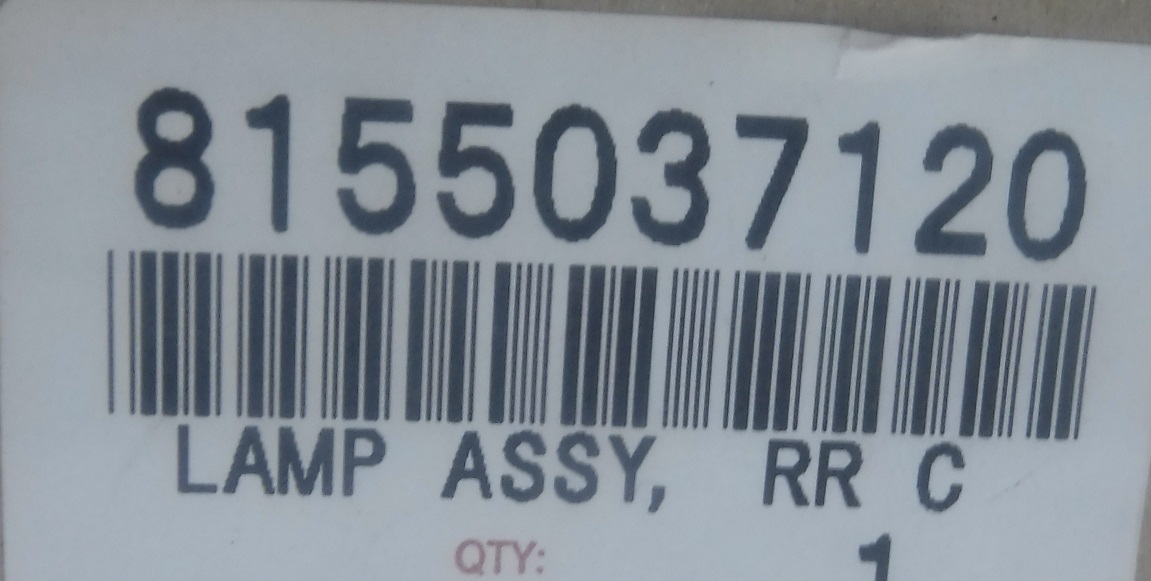 8155037120
LAMP ASSY, RR C
QTY: 1